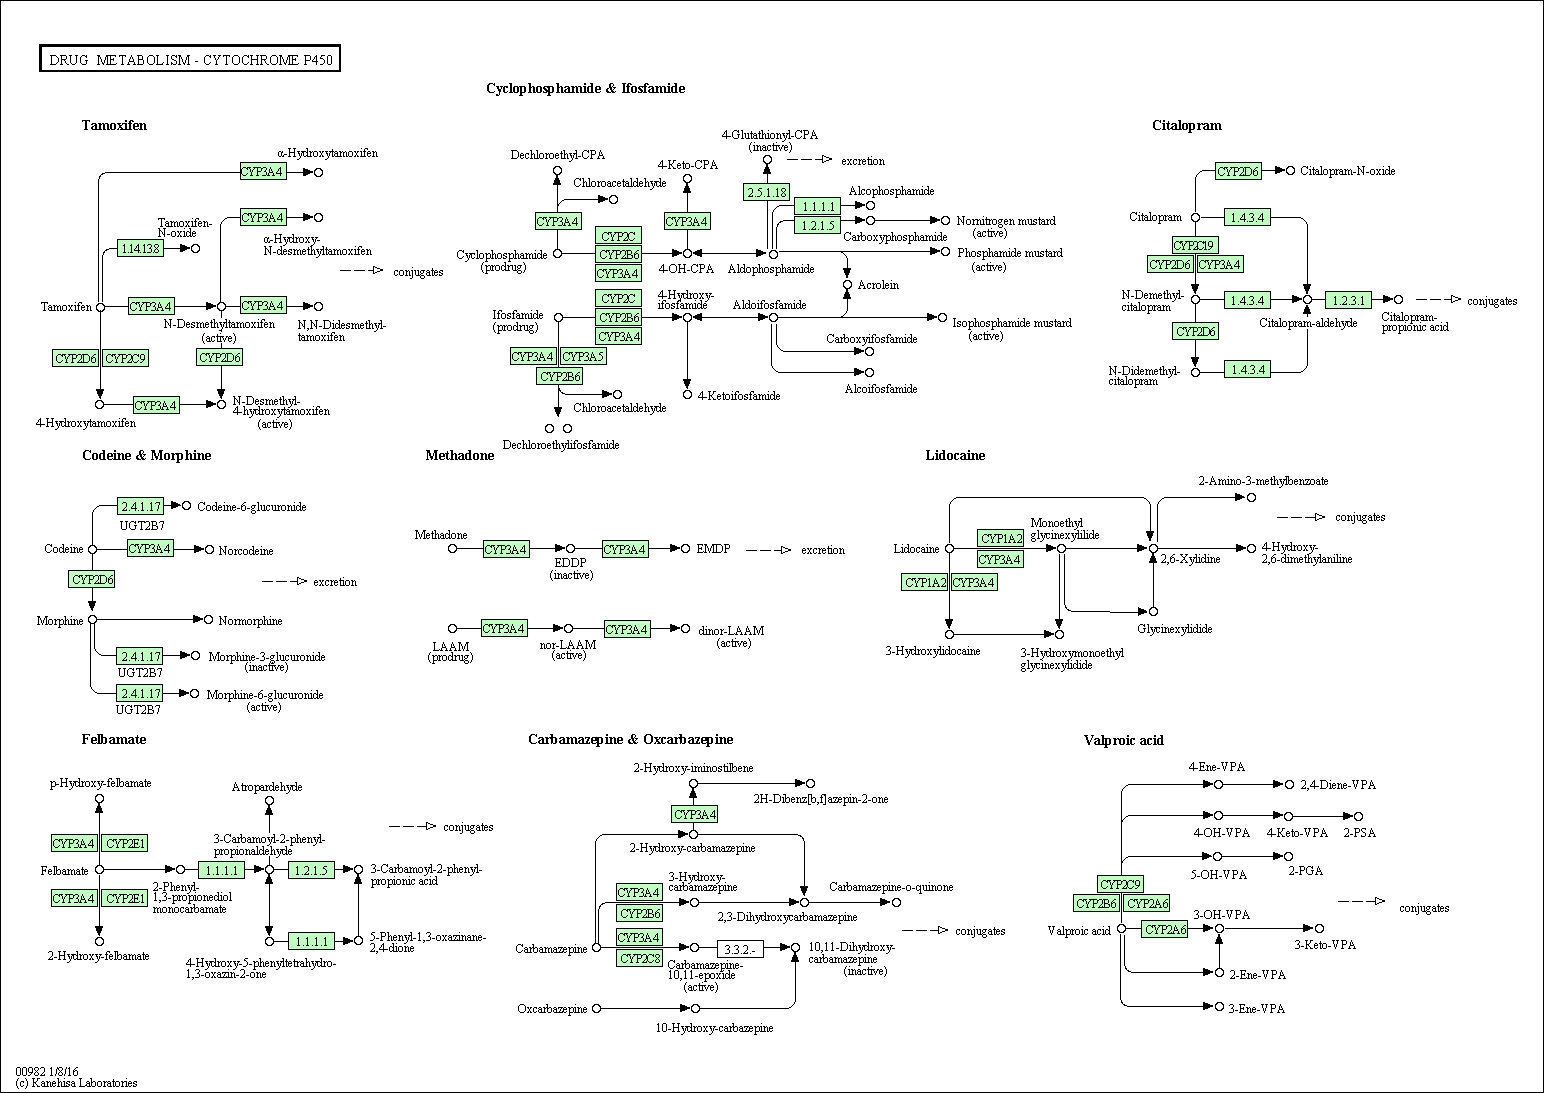 DRUG METABOLISM - CYTOCHROME P450
Tamoxifen
α-Hydroxytamoxifen
CYP3A4
CYP3A4
Tamoxifen-
N-oxide
α-Hydroxy-
N-desmethyltamoxifen
1.14.13.8
conjugates
Tamoxifen
CYP3A4
CYP3A4
N-Desmethyltamoxifen
(active)
N,N-Didesmethyl-
tamoxifen
CYP2D6
CYP2C9
CYP2D6
CYP3A4
N-Desmethyl-
4-hydroxytamoxifen
(active)
4-Hydroxytamoxifen
Cyclophosphamide & Ifosfamide
Dechloroethyl-CPA
Chloroacetaldehyde
4-Keto-CPA
4-Glutathionyl-CPA
(inactive)
excretion
2.5.1.18
1.1.1.1
Alcophosphamide
1.2.1.5
Carboxyphosphamide
Nornitrogen mustard
(active)
CYP3A4
CYP3A4
CYP2C
CYP2B6
CYP3A4
Cyclophosphamide
(prodrug)
4-OH-CPA
Aldophosphamide
Phosphamide mustard
(active)
Acrolein
CYP2C
CYP2B6
CYP3A4
4-Hydroxy-
ifosfamide
Aldoifosfamide
Ifosfamide
(prodrug)
Isophosphamide mustard
(active)
Carboxyifosfamide
CYP3A4
CYP3A5
CYP2B6
Alcoifosfamide
4-Ketoifosfamide
Chloroacetaldehyde
Dechloroethylifosfamide
Citalopram
CYP2D6
Citalopram-N-oxide
Citalopram
1.4.3.4
CYP2C19
CYP2D6
CYP3A4
N-Demethyl-
citalopram
1.4.3.4
1.2.3.1
Citalopram-aldehyde
Citalopram-
propionic acid
conjugates
CYP2D6
N-Didemethyl-
citalopram
1.4.3.4
Codeine & Morphine
2.4.1.17
UGT2B7
Codeine-6-glucuronide
Codeine
CYP3A4
Norcodeine
CYP2D6
excretion
Morphine
Normorphine
2.4.1.17
UGT2B7
Morphine-3-glucuronide
(inactive)
2.4.1.17
UGT2B7
Morphine-6-glucuronide
(active)
Methadone
Methadone
CYP3A4
EDDP
(inactive)
CYP3A4
EMDP
excretion
LAAM
(prodrug)
CYP3A4
nor-LAAM
(active)
CYP3A4
dinor-LAAM
(active)
Lidocaine
2-Amino-3-methylbenzoate
conjugates
Lidocaine
CYP1A2
CYP3A4
Monoethyl
glycinexylilide
2,6-Xylidine
4-Hydroxy-
2,6-dimethylaniline
CYP1A2
CYP3A4
Glycinexylidide
3-Hydroxylidocaine
3-Hydroxymonoethyl
glycinexylidide
Felbamate
p-Hydroxy-felbamate
Atropardehyde
conjugates
CYP3A4
CYP2E1
3-Carbamoyl-2-phenyl-
propionaldehyde
Felbamate
1.1.1.1
1.2.1.5
3-Carbamoyl-2-phenyl-
propionic acid
CYP3A4
CYP2E1
2-Phenyl-
1,3-propionediol
monocarbamate
1.1.1.1
5-Phenyl-1,3-oxazinane-
2,4-dione
2-Hydroxy-felbamate
4-Hydroxy-5-phenyltetrahydro-
1,3-oxazin-2-one
Carbamazepine & Oxcarbazepine
2-Hydroxy-iminostilbene
2H-Dibenz[b,f]azepin-2-one
CYP3A4
2-Hydroxy-carbamazepine
CYP3A4
CYP2B6
3-Hydroxy-
carbamazepine
2,3-Dihydroxycarbamazepine
Carbamazepine-o-quinone
conjugates
Carbamazepine
CYP3A4
CYP2C8
3.3.2.-
Carbamazepine-
10,11-epoxide
(active)
10,11-Dihydroxy-
carbamazepine
(inactive)
Oxcarbazepine
10-Hydroxy-carbazepine
Valproic acid
4-Ene-VPA
2,4-Diene-VPA
4-OH-VPA
4-Keto-VPA
2-PSA
5-OH-VPA
2-PGA
CYP2C9
CYP2B6
CYP2A6
conjugates
Valproic acid
CYP2A6
3-OH-VPA
3-Keto-VPA
2-Ene-VPA
3-Ene-VPA
00982 1/8/16
(c) Kanehisa Laboratories